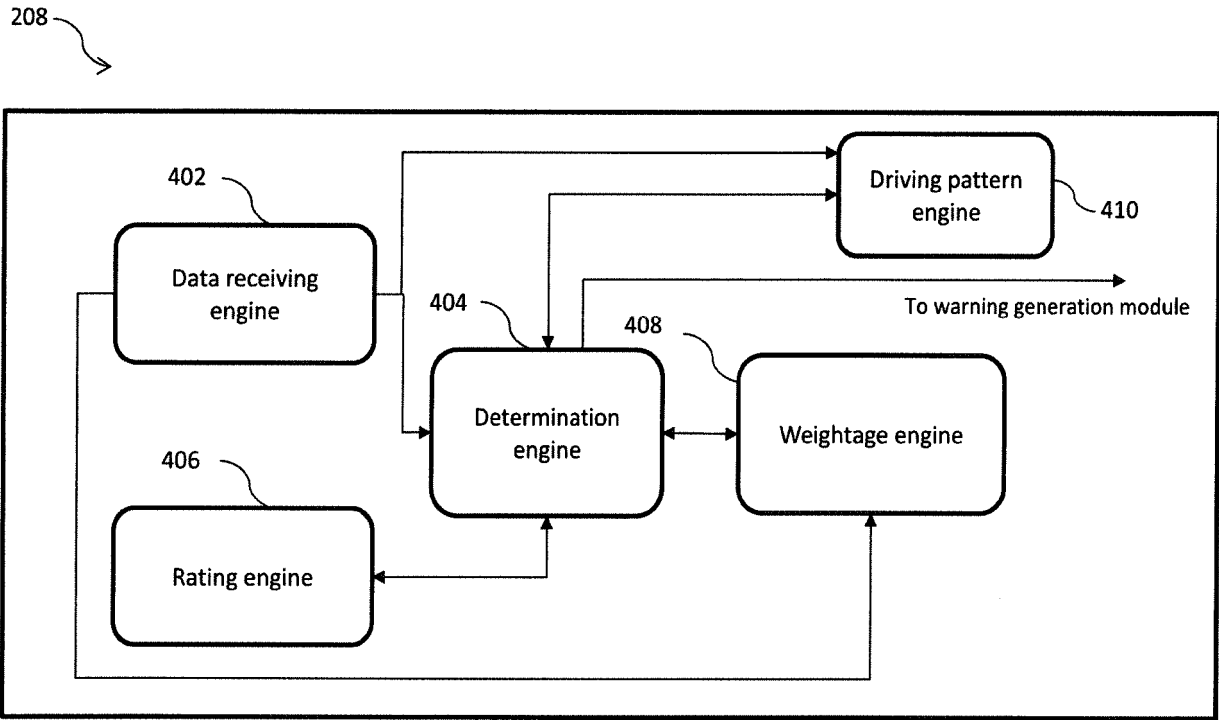 208
402
Data receiving
engine
Driving pattern
engine
410
404
To warning generation module
408
Determination
engine
Weightage engine
406
Rating engine